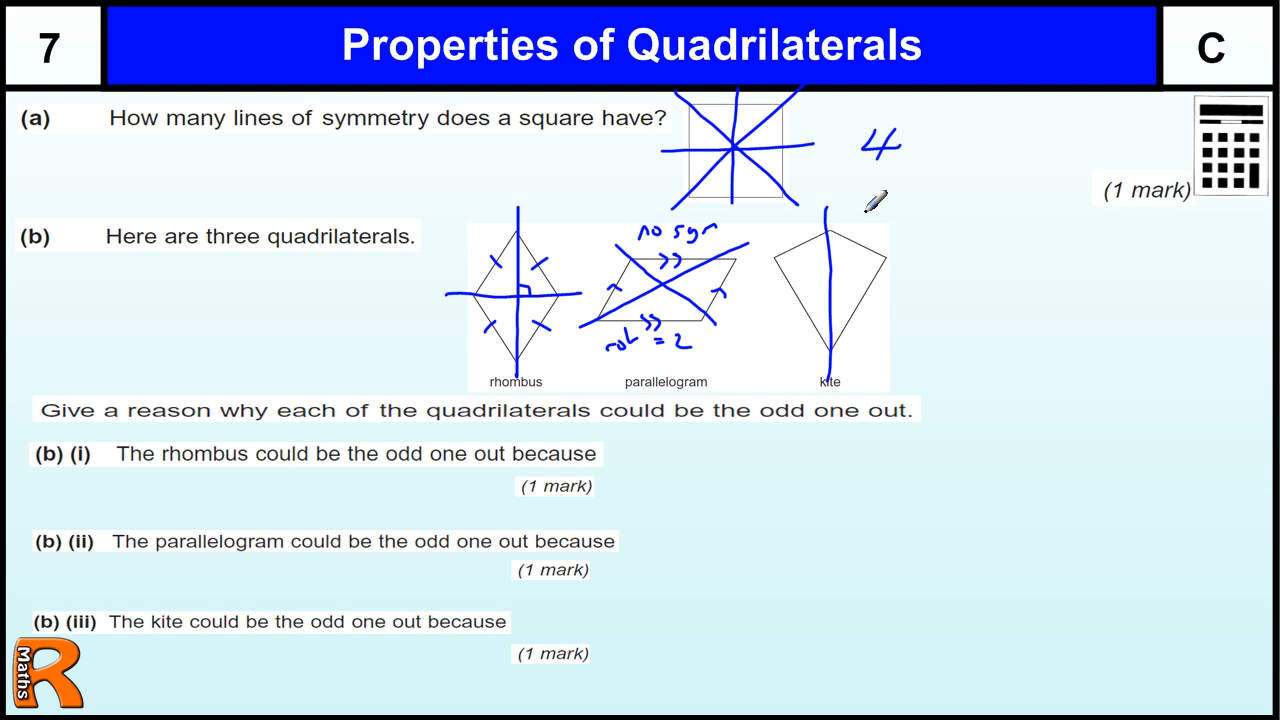 7
Properties of Quadrilaterals
C
(a) How many lines of symmetry does a square have?
4
(1 mark)
(b) Here are three quadrilaterals.
no sym
rot = 2
rhombus
parallelogram
kite
Give a reason why each of the quadrilaterals could be the odd one out.
(b) (i) The rhombus could be the odd one out because
(1 mark)
(b) (ii) The parallelogram could be the odd one out because
(1 mark)
(b) (iii) The kite could be the odd one out because
(1 mark)
R
Maths